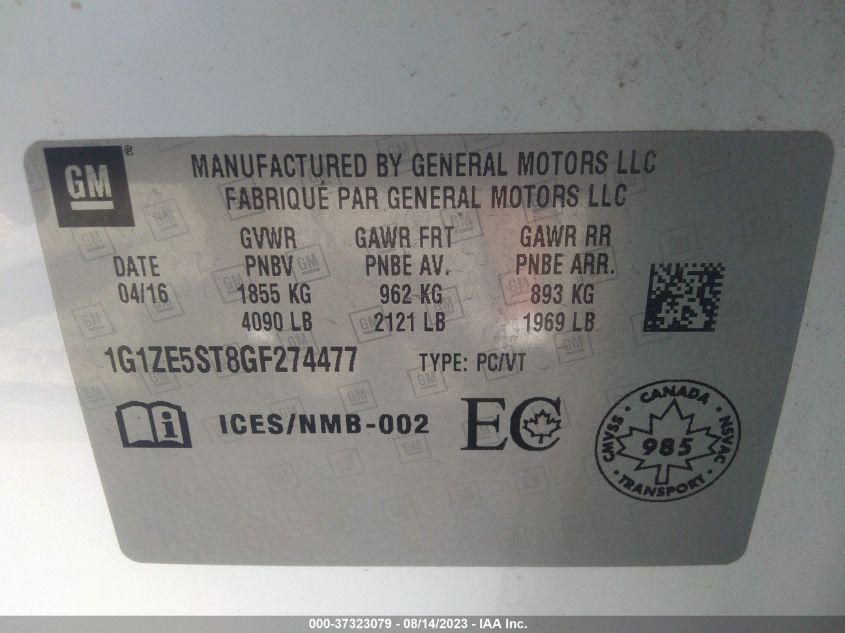 GM ® MANUFACTURED BY GENERAL MOTORS LLC
FABRIQUÉ PAR GENERAL MOTORS LLC
GVWR GAWR FRT GAWR RR
DATE PNBV PNBE AV. PNBE ARR.
04/16 1855 KG 962 KG 893 KG
4090 LB 2121 LB 1969 LB
1G1ZE5ST8GF274477 TYPE: PC/VT
i ICES/NMB-002 EC
CANADA
CMVSS 985 NSVAC
TRANSPORT
000-37323079 - 08/14/2023 - IAA Inc.